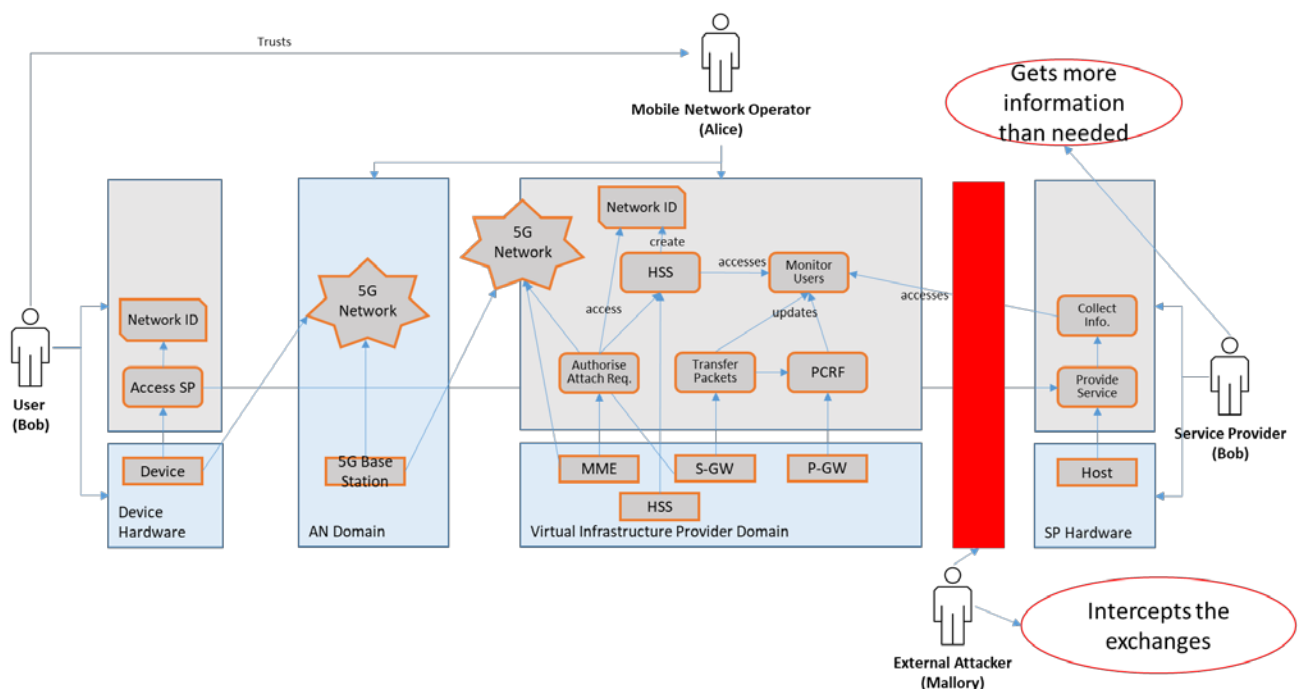 Trusts
Mobile Network Operator
(Alice)
Gets more
information
than needed
Network ID
5G
Network
create
HSS
accesses
Monitor
Users
5G
Network
access
updates
accesses
Network ID
Collect
Info.
Access SP
Authorise
Attach Req.
Transfer
Packets
PCRF
Provide
Service
User
(Bob)
Service Provider
(Bob)
Device
5G Base
Station
MME
S-GW
P-GW
Host
HSS
Device
Hardware
AN Domain
Virtual Infrastructure Provider Domain
SP Hardware
Intercepts the
exchanges
External Attacker
(Mallory)